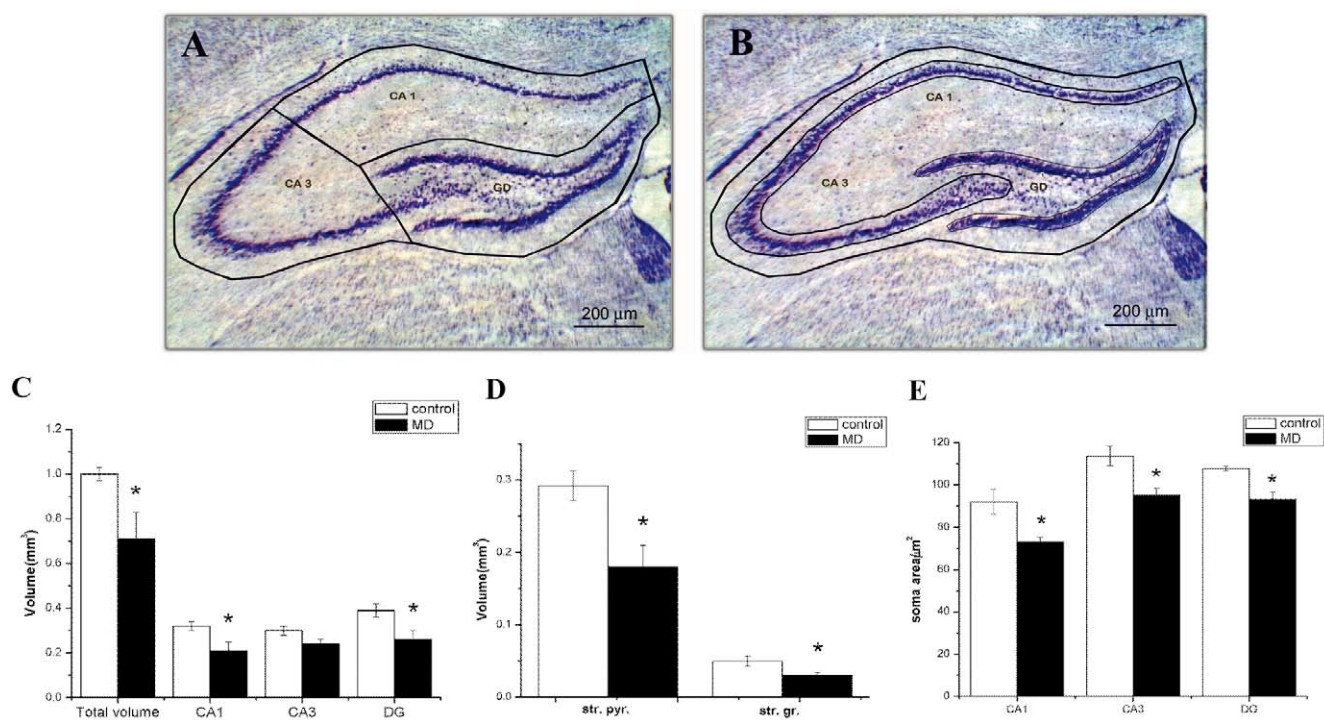 A
CA 1
CA 3
GD
200 µm
B
CA 1
CA 3
GD
200 µm
C
control
MD
1.2
1.0
0.8
0.6
0.4
0.2
0.0
Volume(mm³)
*
*
*
Total volume
CA1
CA3
DG
D
control
MD
0.3
0.2
0.1
0.0
Volume(mm³)
*
*
str. pyr.
str. gr.
E
control
MD
120
100
80
60
40
20
0
soma area/µm²
*
*
*
CA1
CA3
DG